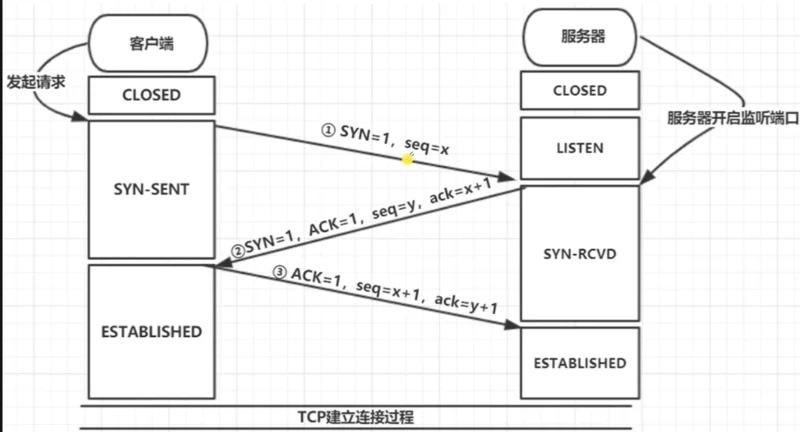 客户端
服务器
发起请求
CLOSED
CLOSED
服务器开启监听端口
① SYN=1, seq=x
LISTEN
SYN-SENT
②SYN=1, ACK=1, seq=y, ack=x+1
SYN-RCVD
③ ACK=1, seq=x+1, ack=y+1
ESTABLISHED
ESTABLISHED
TCP建立连接过程